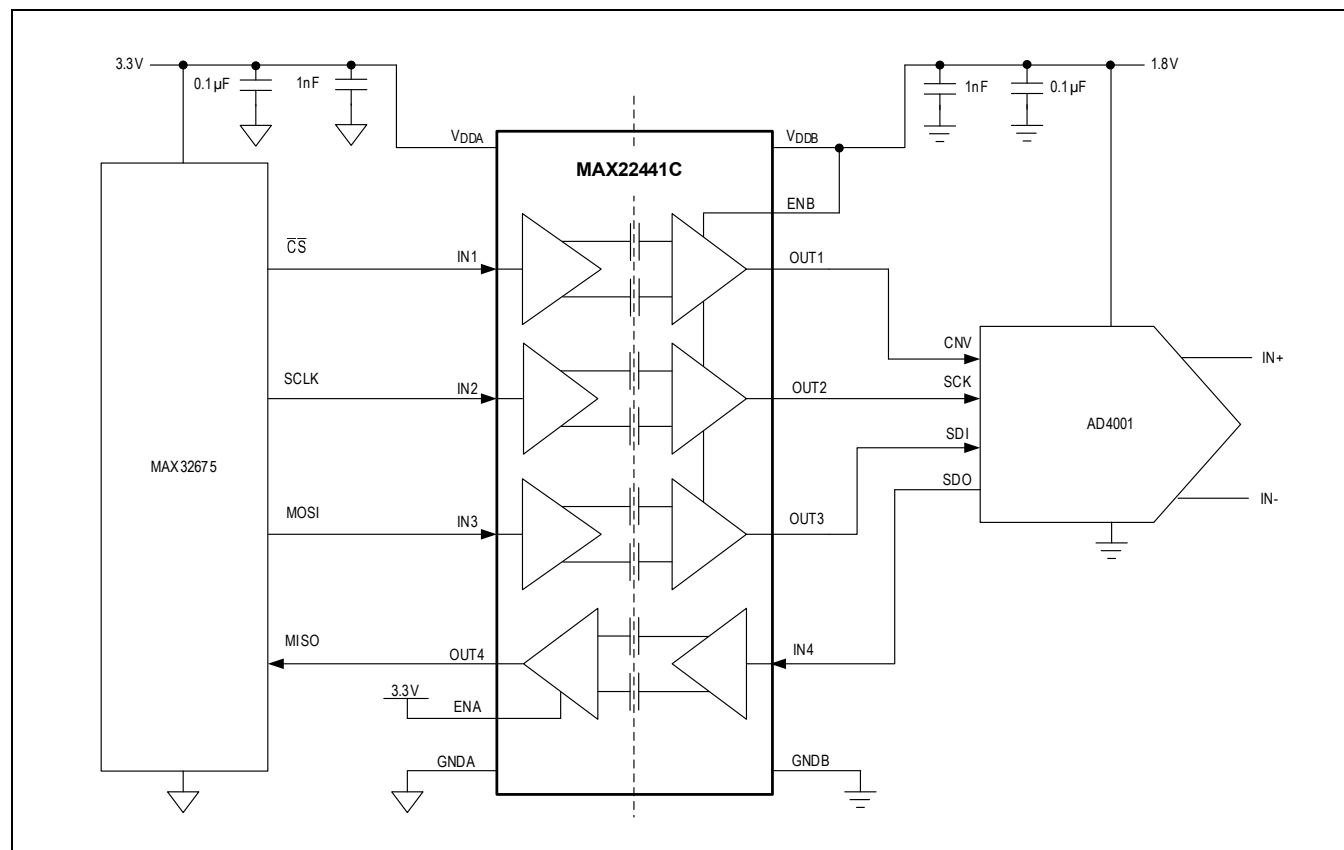 3.3V
0.1µF
1nF
1nF
0.1µF
1.8V
VDDA
VDDB
MAX22441C
ENB
CS
IN1
OUT1
CNV
IN+
SCLK
IN2
OUT2
SCK
AD4001
SDI
MAX32675
SDO
IN-
MOSI
IN3
OUT3
MISO
OUT4
IN4
3.3V
ENA
GNDA
GNDB